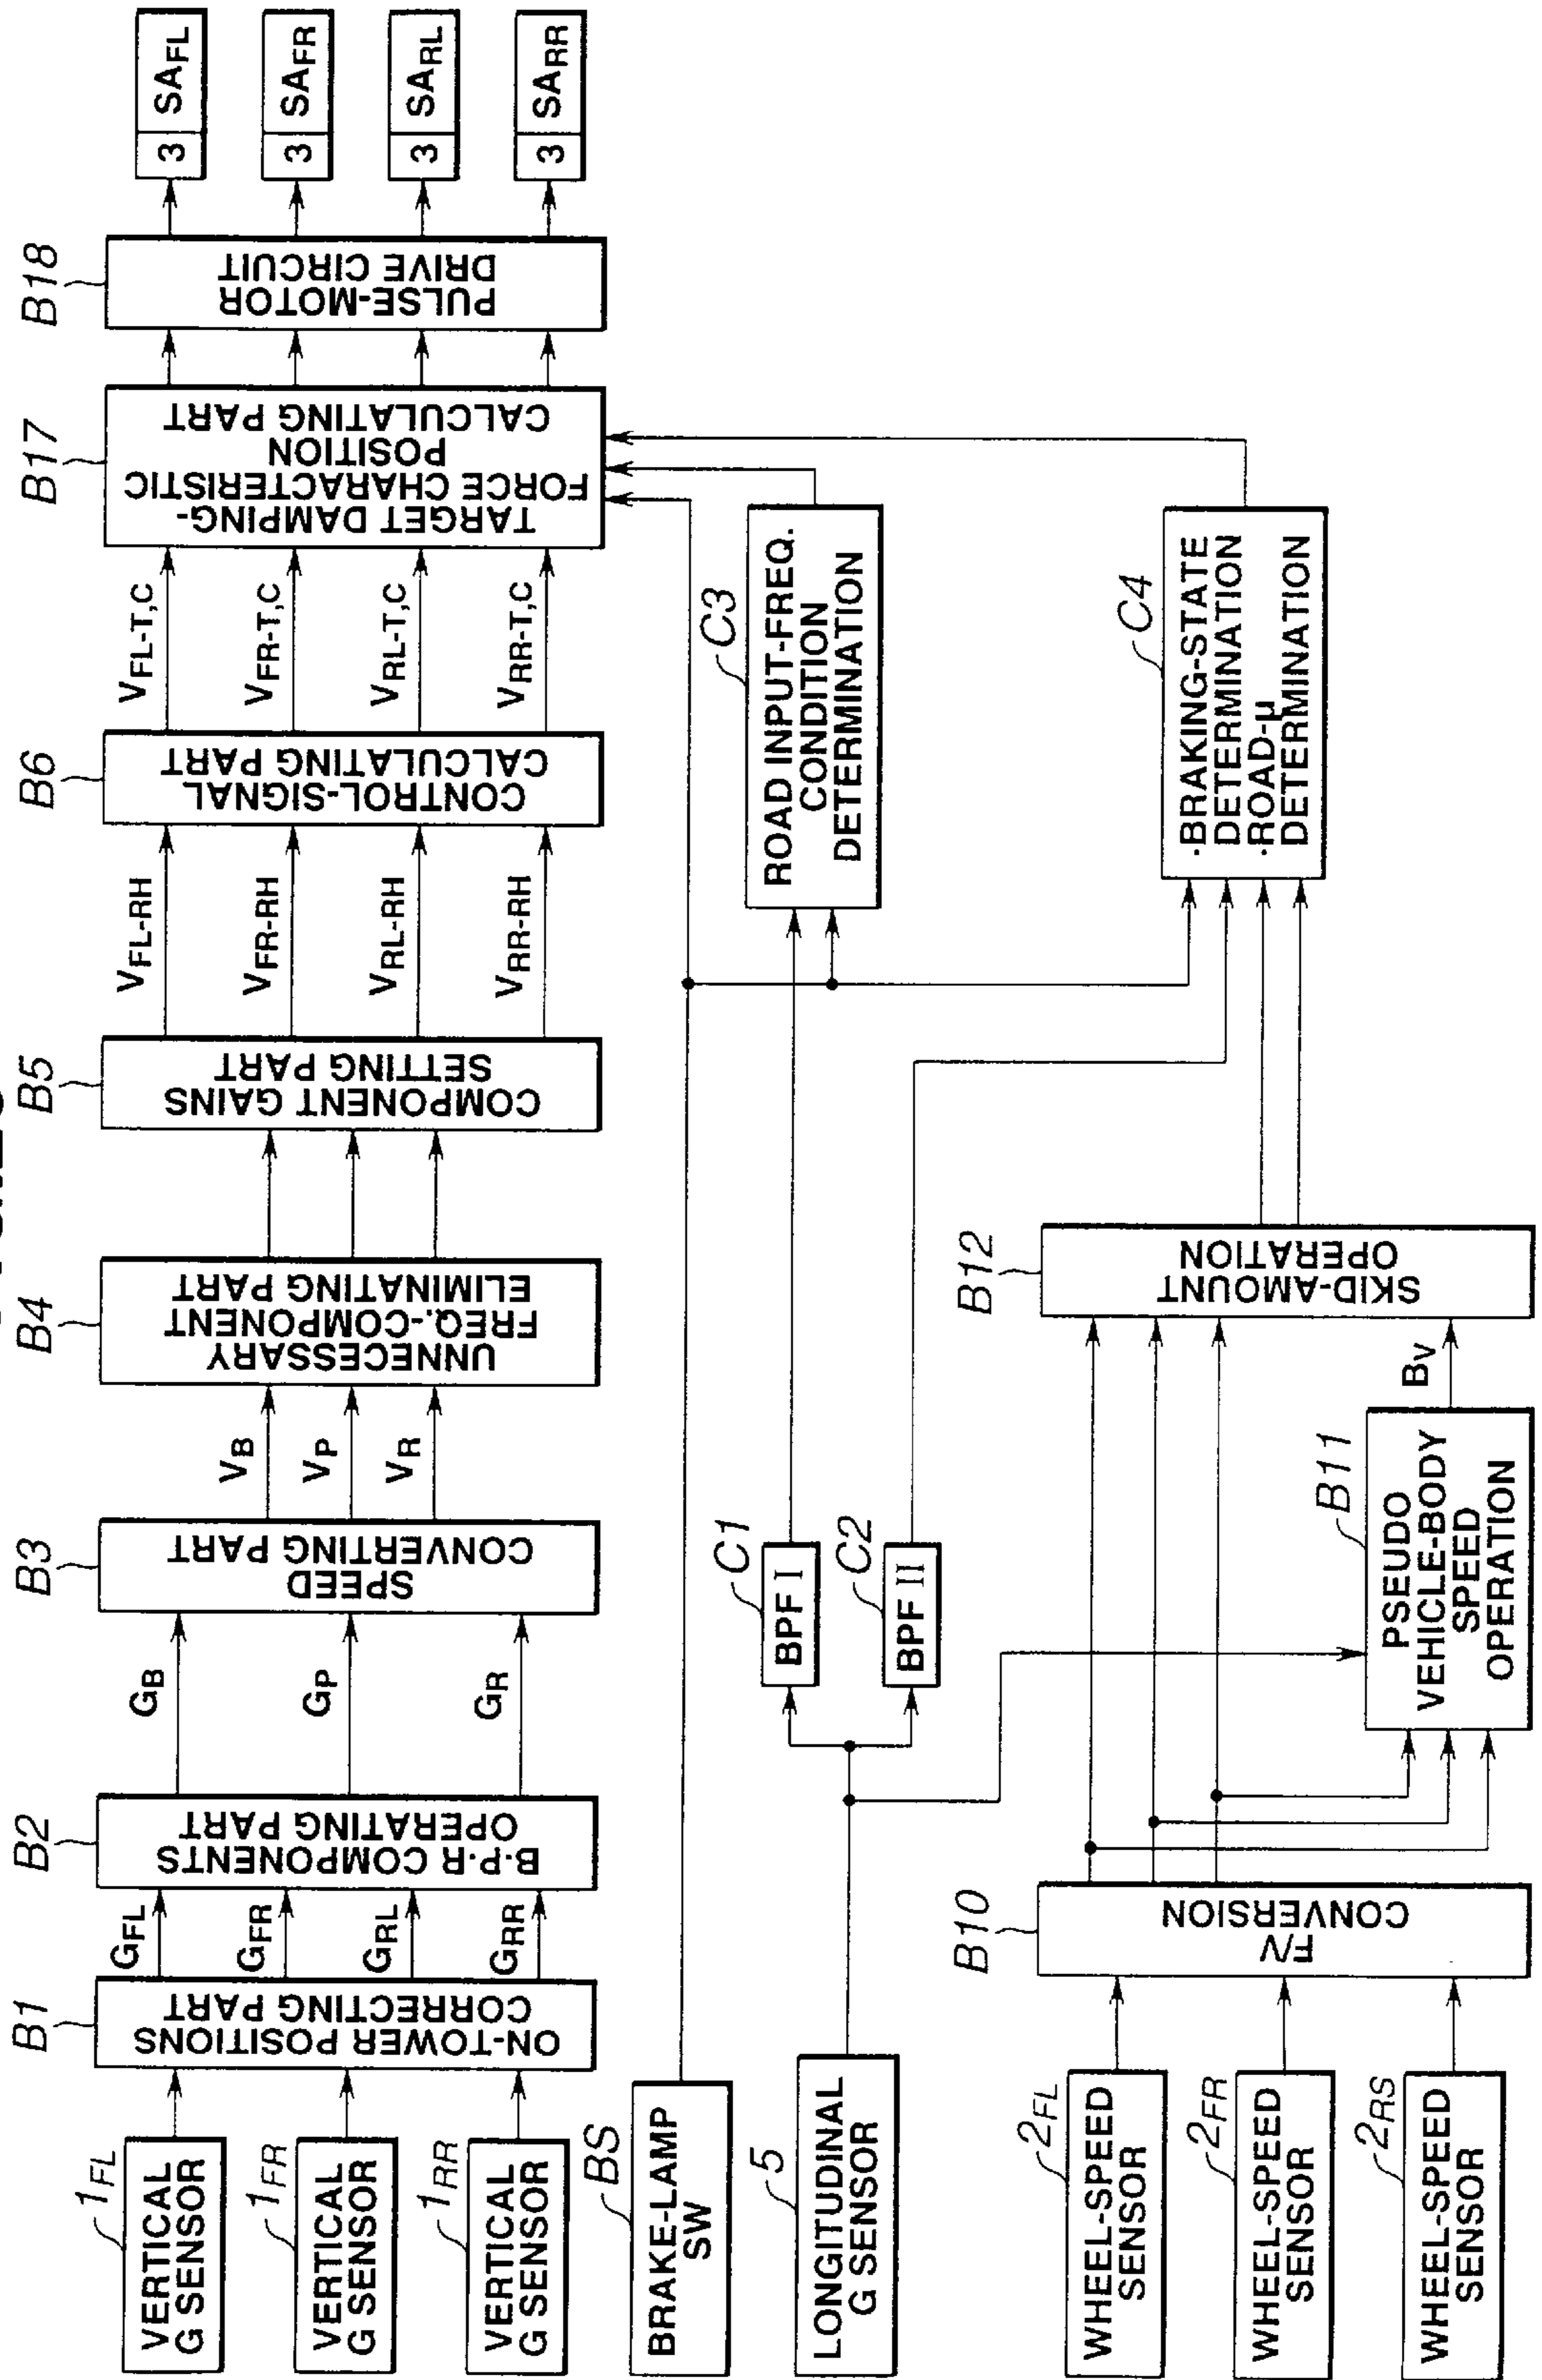 B1
B2
B3
B4
B5
B6
B17
B18
1FL
VERTICAL
G SENSOR
1FR
VERTICAL
G SENSOR
1RR
VERTICAL
G SENSOR
ON-TOWER POSITIONS
CORRECTING PART
GFL
GFR
GRL
GRR
B·P·R COMPONENTS
OPERATING PART
GB
GP
GR
SPEED
CONVERTING PART
VB
VP
VR
UNNECESSARY
FREQ.-COMPONENT
ELIMINATING PART
COMPONENT GAINS
SETTING PART
VFL-RH
VFR-RH
VRL-RH
VRR-RH
CONTROL-SIGNAL
CALCULATING PART
VFL-T,C
VFR-T,C
VRL-T,C
VRR-T,C
TARGET DAMPING-
FORCE CHARACTERISTIC
POSITION
CALCULATING PART
PULSE-MOTOR
DRIVE CIRCUIT
3 SAFL
3 SAFR
3 SARL
3 SARR
BS
BRAKE-LAMP
SW
5
LONGITUDINAL
G SENSOR
C1
BPF I
C2
BPF II
C3
ROAD INPUT-FREQ.
CONDITION
DETERMINATION
C4
·BRAKING-STATE
DETERMINATION
·ROAD-μ
DETERMINATION
2FL
WHEEL-SPEED
SENSOR
2FR
WHEEL-SPEED
SENSOR
2RS
WHEEL-SPEED
SENSOR
B10
F/V
CONVERSION
B11
PSEUDO
VEHICLE-BODY
SPEED
OPERATION
BV
B12
SKID-AMOUNT
OPERATION